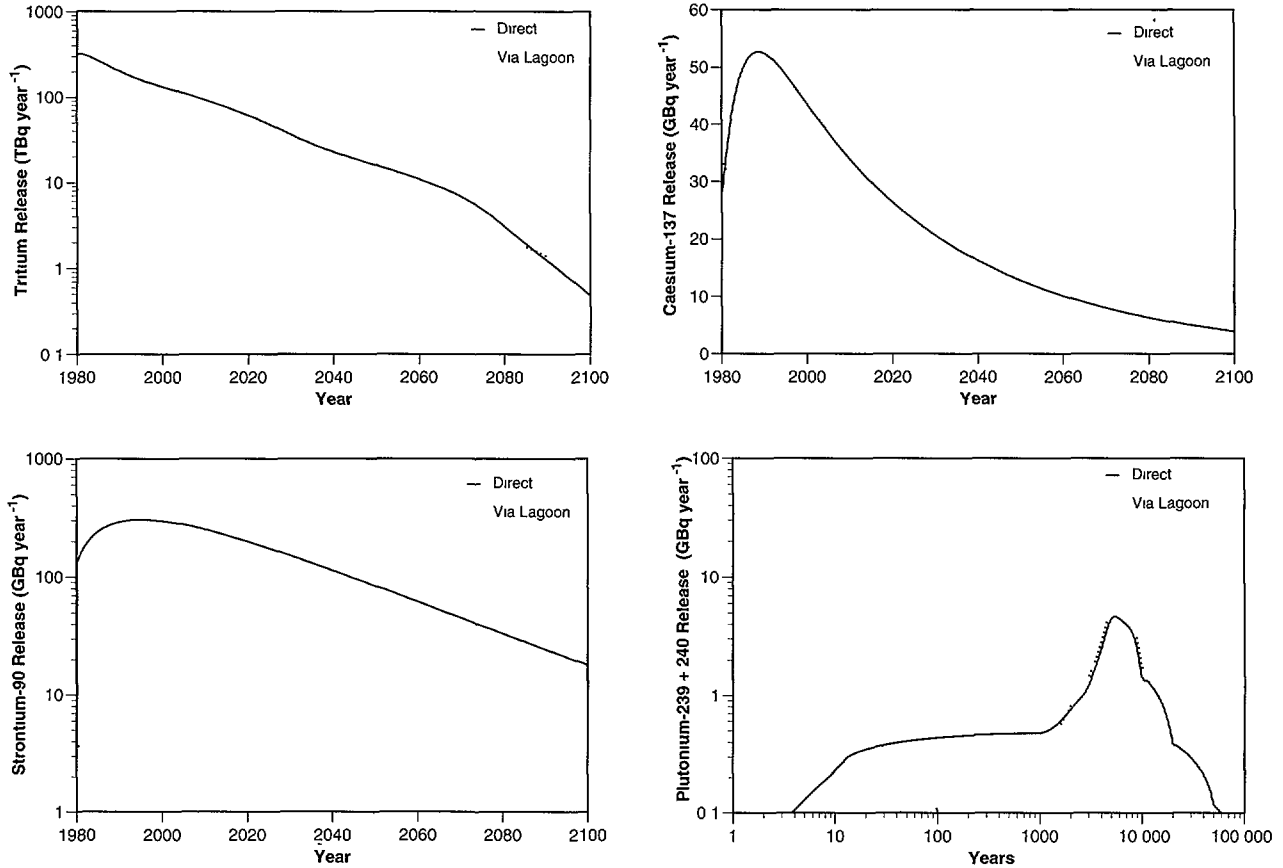 1000
100
10
1
0 1
Tritium Release (TBq year⁻¹)
Direct
Via Lagoon
1980 2000 2020 2040 2060 2080 2100
Year
60
50
40
30
20
10
0
Caesium-137 Release (GBq year⁻¹)
Direct
Via Lagoon
1980 2000 2020 2040 2060 2080 2100
Year
1000
100
10
1
Strontium-90 Release (GBq year⁻¹)
Direct
Via Lagoon
1980 2000 2020 2040 2060 2080 2100
Year
100
10
1
0 1
Plutonium-239 + 240 Release (GBq year⁻¹)
Direct
Via Lagoon
1 10 100 1000 10 000 100 000
Years